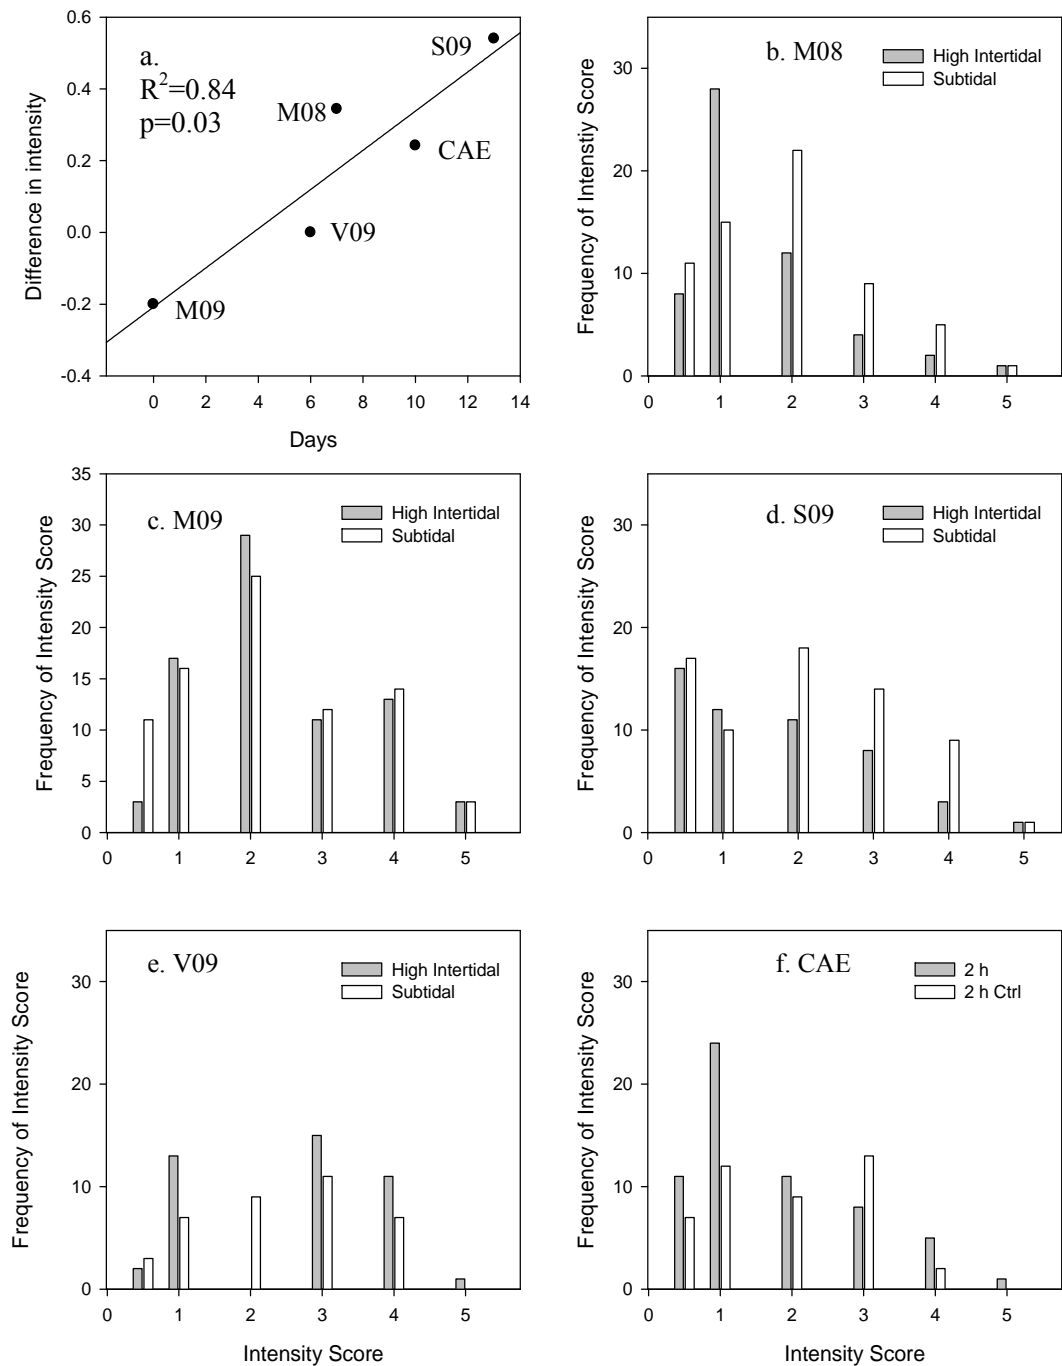 a.
R²=0.84
p=0.03
S09
M08
CAE
V09
M09
Difference in intensity
0.6
0.4
0.2
0.0
-0.2
-0.4
0 2 4 6 8 10 12 14
Days
b. M08
High Intertidal
Subtidal
Frequency of Intenstiy Score
30
20
10
0
0 1 2 3 4 5
c. M09
High Intertidal
Subtidal
Frequency of Intensity Score
35
30
25
20
15
10
5
0
0 1 2 3 4 5
d. S09
High Intertidal
Subtidal
Frequency of Intensity Score
30
20
10
0
0 1 2 3 4 5
e. V09
High Intertidal
Subtidal
Frequency of Intensity Score
30
20
10
0
0 1 2 3 4 5
Intensity Score
f. CAE
2 h
2 h Ctrl
Frequency of Intensity Score
30
20
10
0
0 1 2 3 4 5
Intensity Score